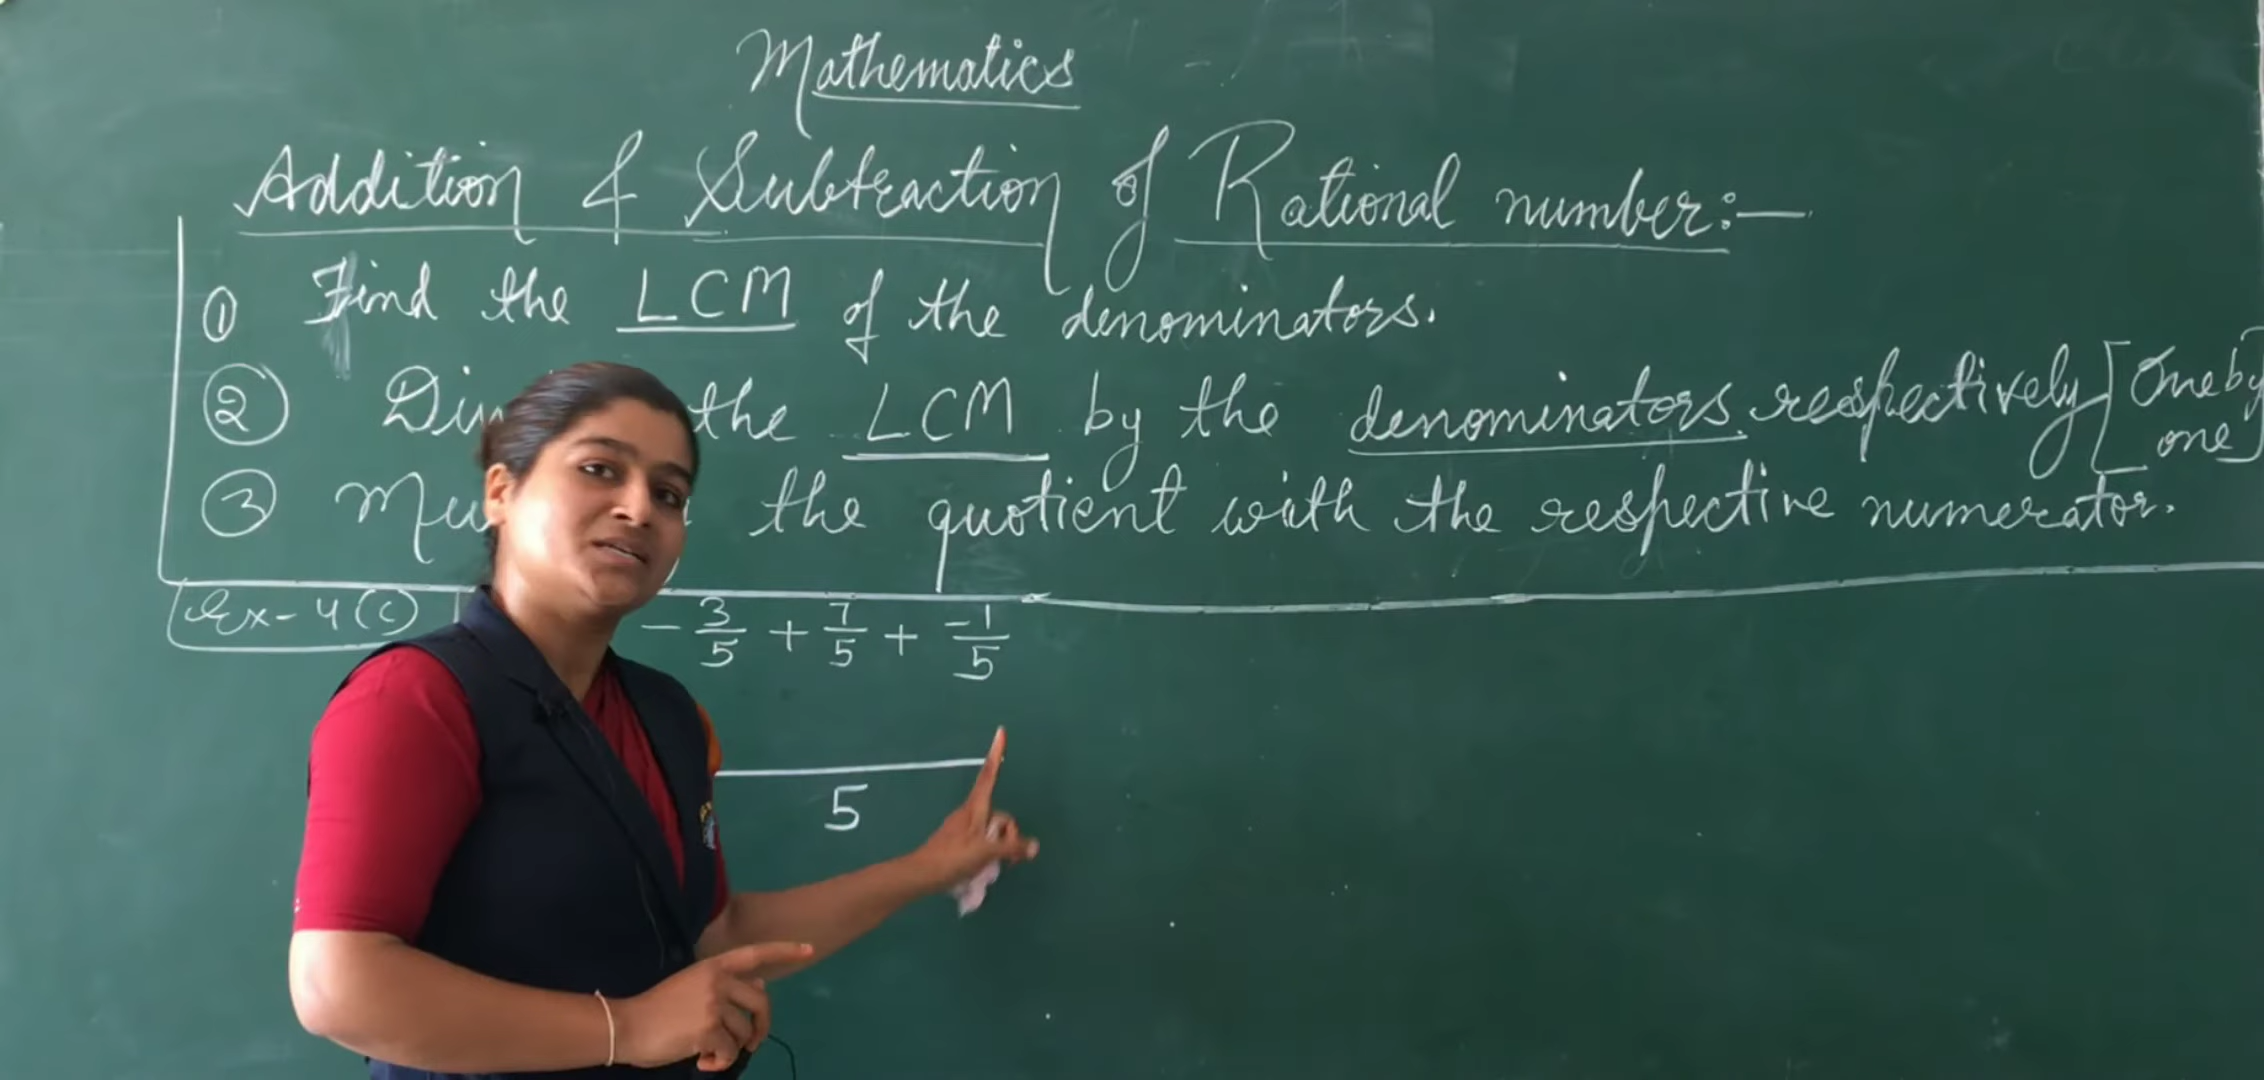 Mathematics
Addition & Subtraction of Rational number:—
① Find the LCM of the denominators.
② the LCM by the denominators respectively [One by one]
③ the quotient with the respective numerator.
Ex-4(c)
- 3/5 + 7/5 + -1/5
5